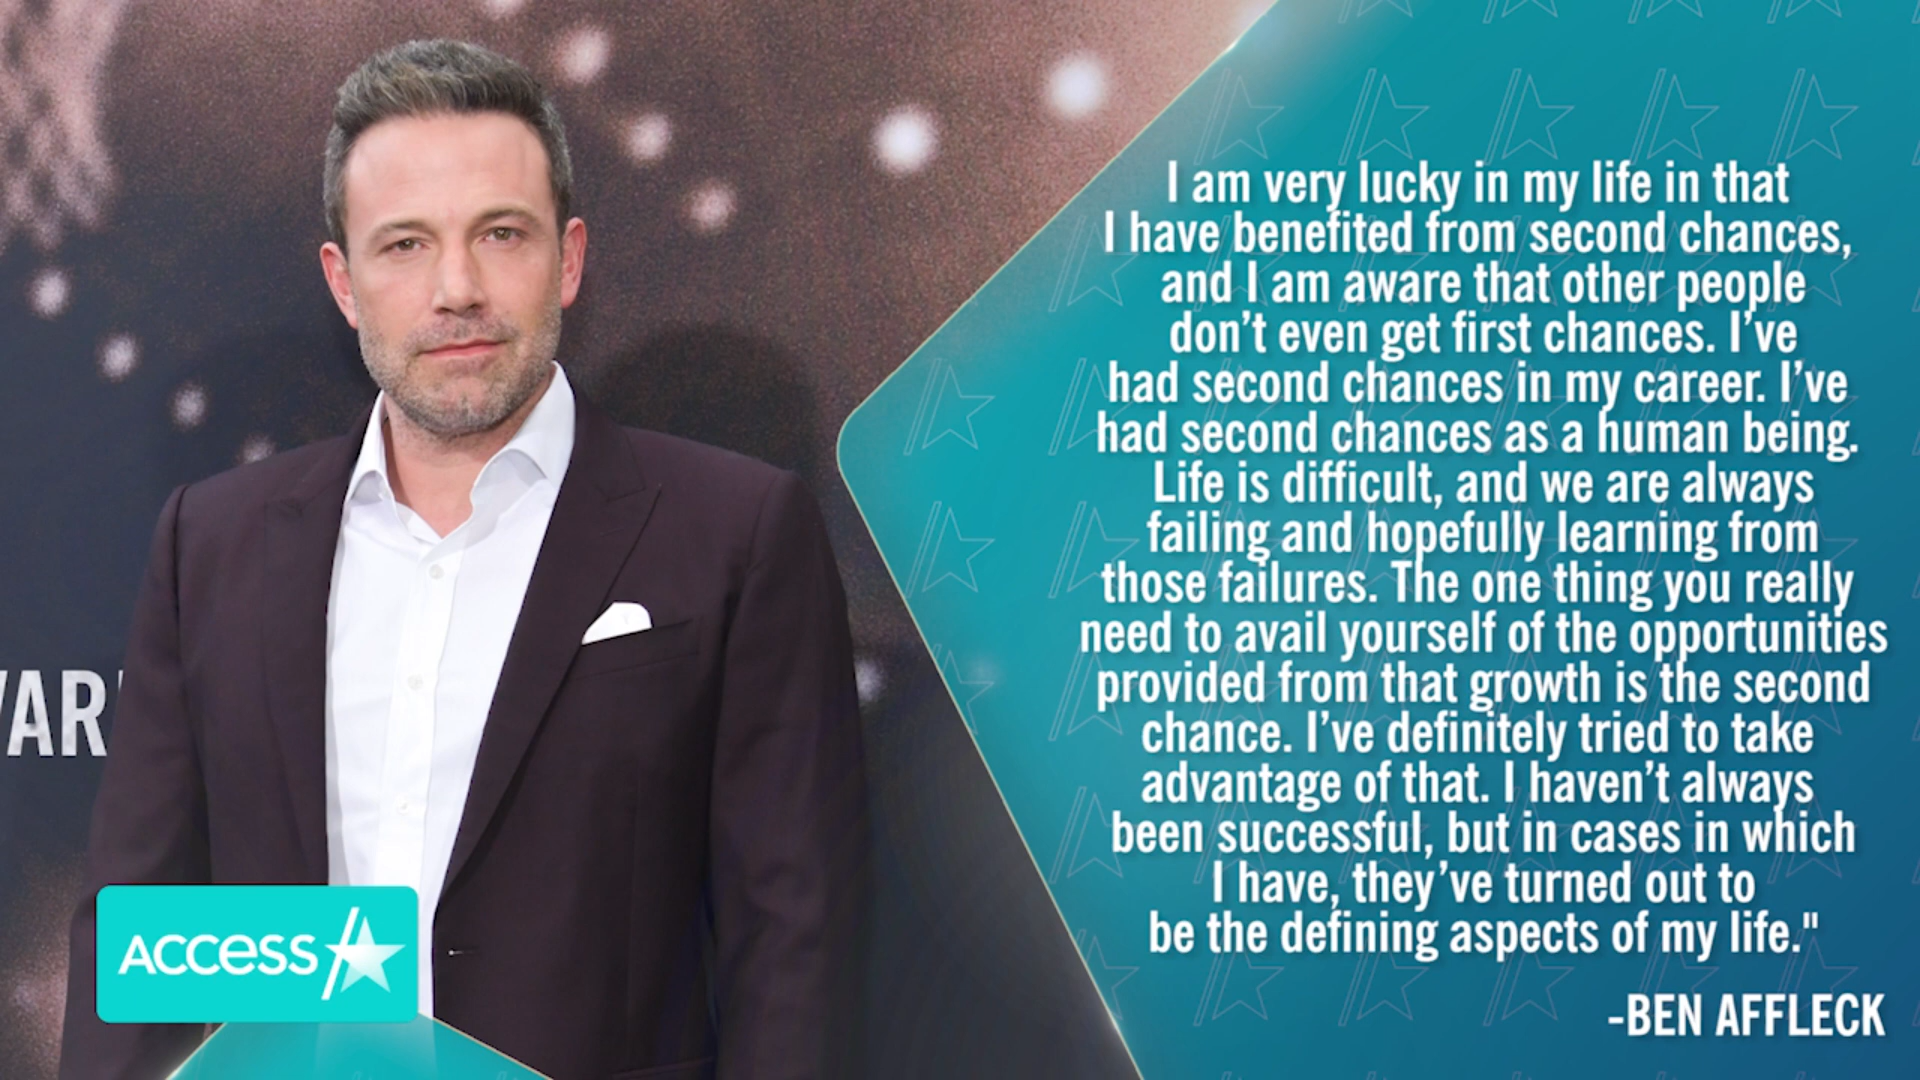 I am very lucky in my life in that
I have benefited from second chances,
and I am aware that other people
don't even get first chances. I've
had second chances in my career. I've
had second chances as a human being.
Life is difficult, and we are always
failing and hopefully learning from
those failures. The one thing you really
need to avail yourself of the opportunities
provided from that growth is the second
chance. I've definitely tried to take
advantage of that. I haven't always
been successful, but in cases in which
I have, they've turned out to
be the defining aspects of my life."
-BEN AFFLECK
VAR
ACCESS